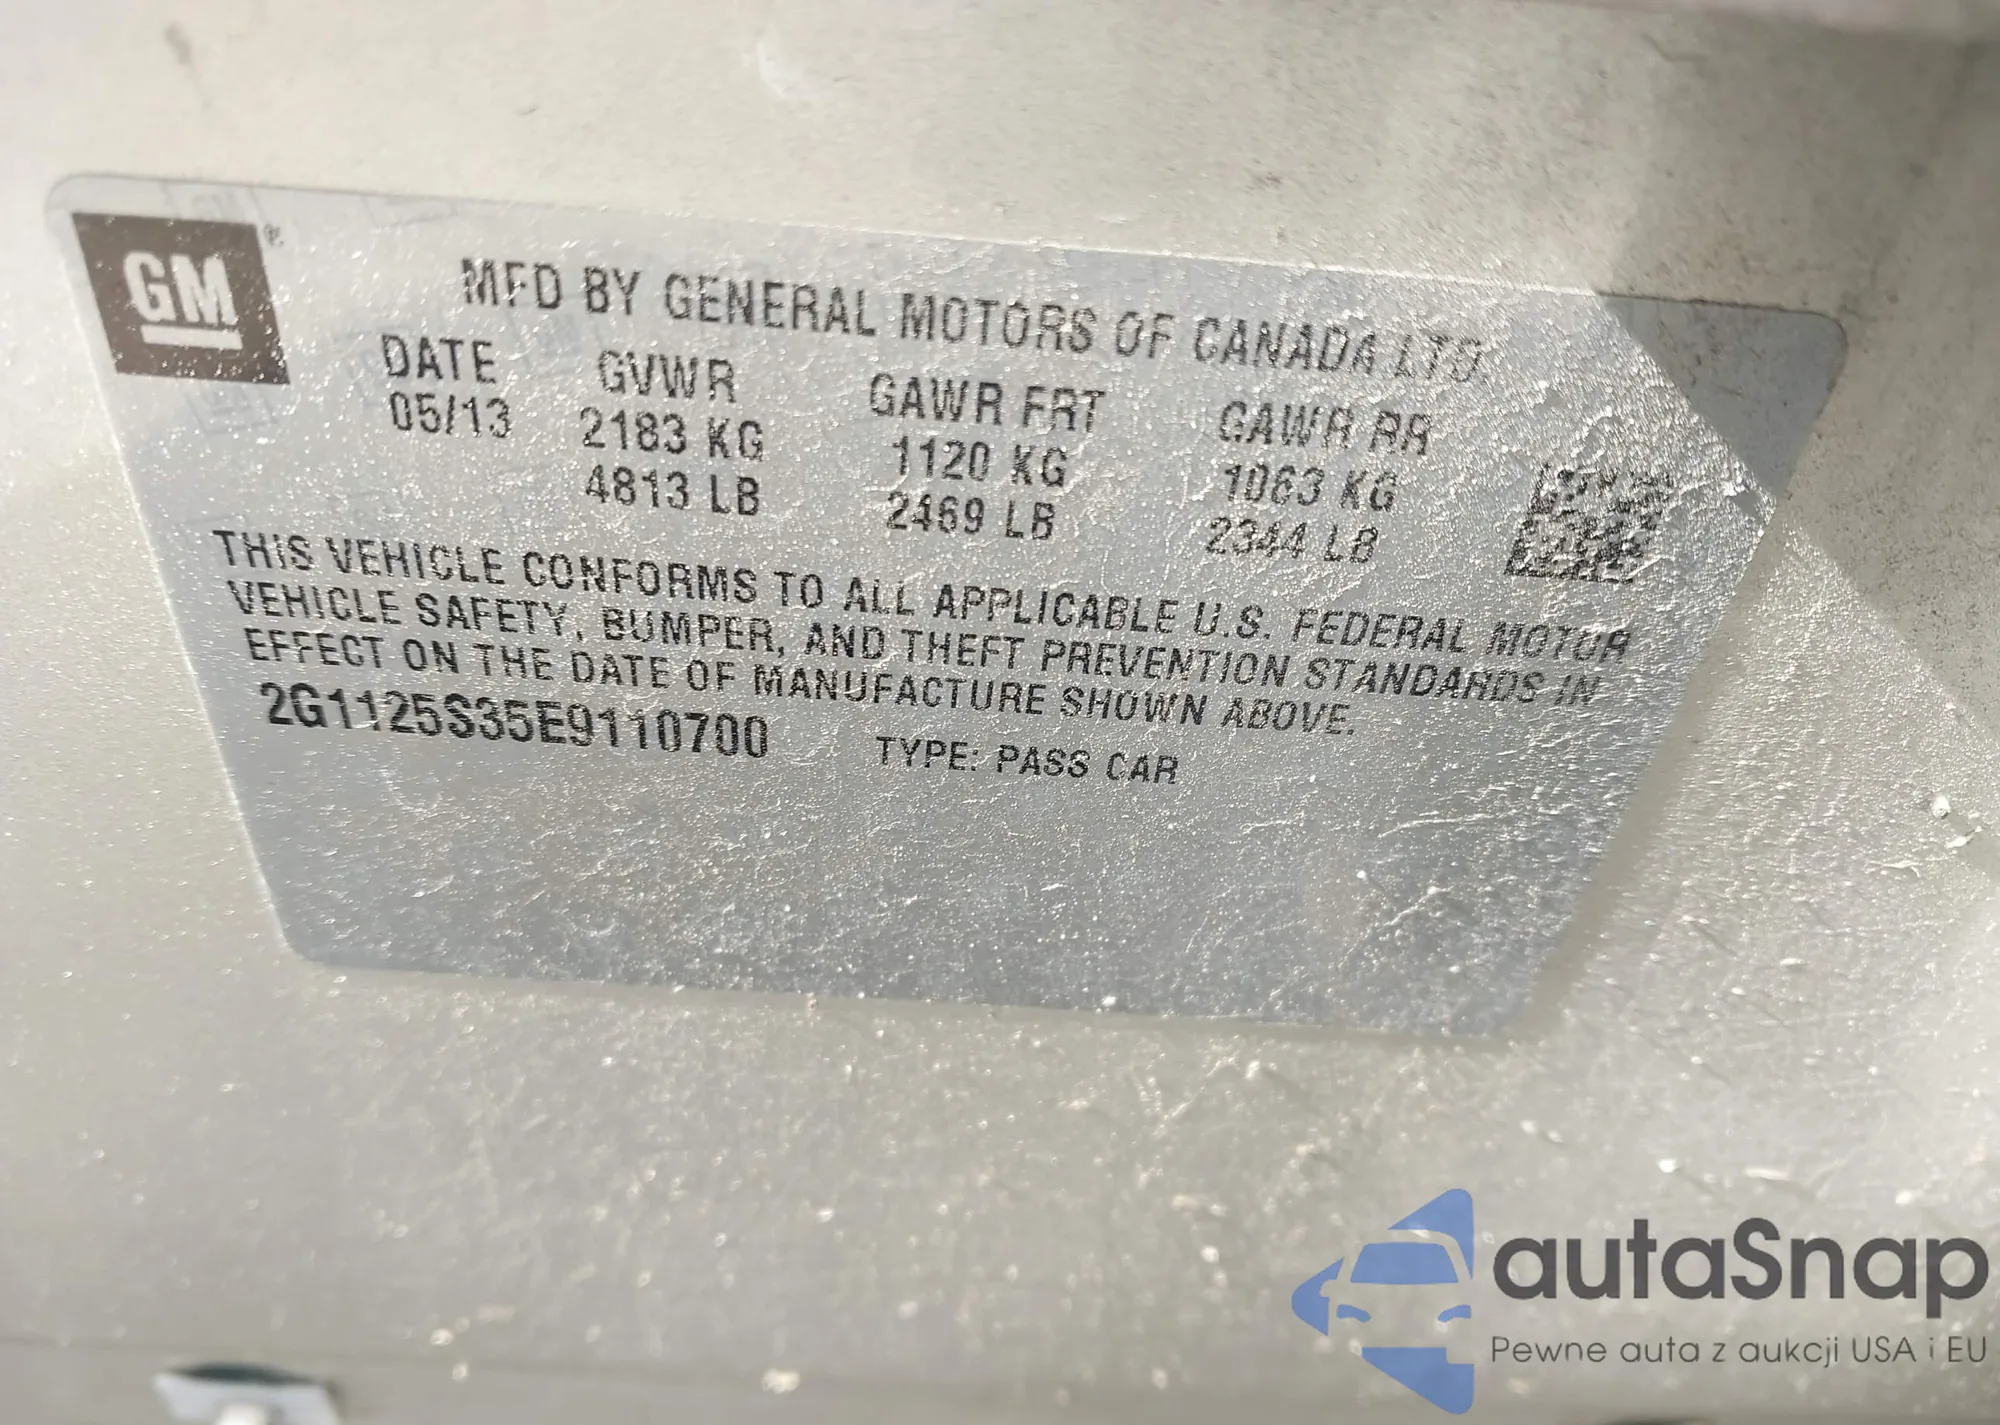 GM
MFD BY GENERAL MOTORS OF CANADA LTD.
DATE GVWR GAWR FRT GAWR RR
05/13 2183 KG 1120 KG 1063 KG
4813 LB 2469 LB 2344 LB
THIS VEHICLE CONFORMS TO ALL APPLICABLE U.S. FEDERAL MOTOR
VEHICLE SAFETY, BUMPER, AND THEFT PREVENTION STANDARDS IN
EFFECT ON THE DATE OF MANUFACTURE SHOWN ABOVE.
2G1125S35E9110700 TYPE: PASS CAR
autaSnap
Pewne auta z aukcji USA i EU